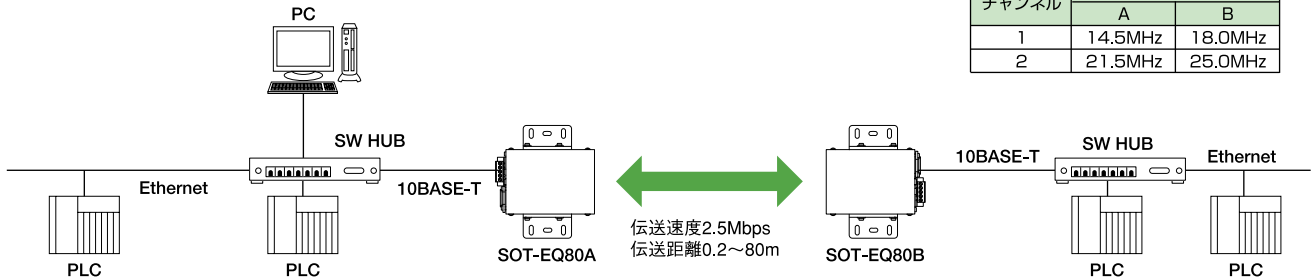 PC
チャンネル
A B
1 14.5MHz 18.0MHz
2 21.5MHz 25.0MHz
SW HUB
Ethernet
10BASE-T
10BASE-T
SW HUB
Ethernet
伝送速度2.5Mbps
伝送距離0.2～80m
PLC
PLC
SOT-EQ80A
SOT-EQ80B
PLC
PLC